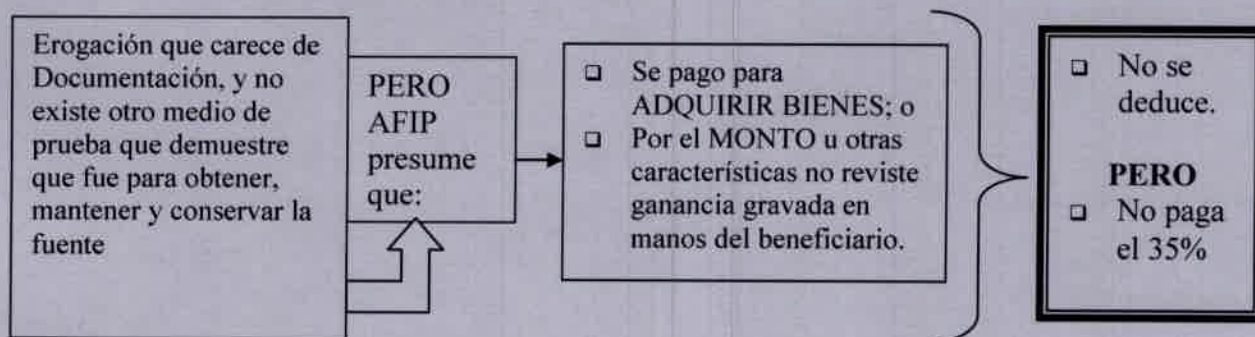 Erogación que carece de
Documentación, y no
existe otro medio de
prueba que demuestre
que fue para obtener,
mantener y conservar la
fuente
PERO
AFIP
presume
que:
Se pago para
ADQUIRIR BIENES; o
Por el MONTO u otras
características no reviste
ganancia gravada en
manos del beneficiario.
No se
deduce.
PERO
No paga
el 35%